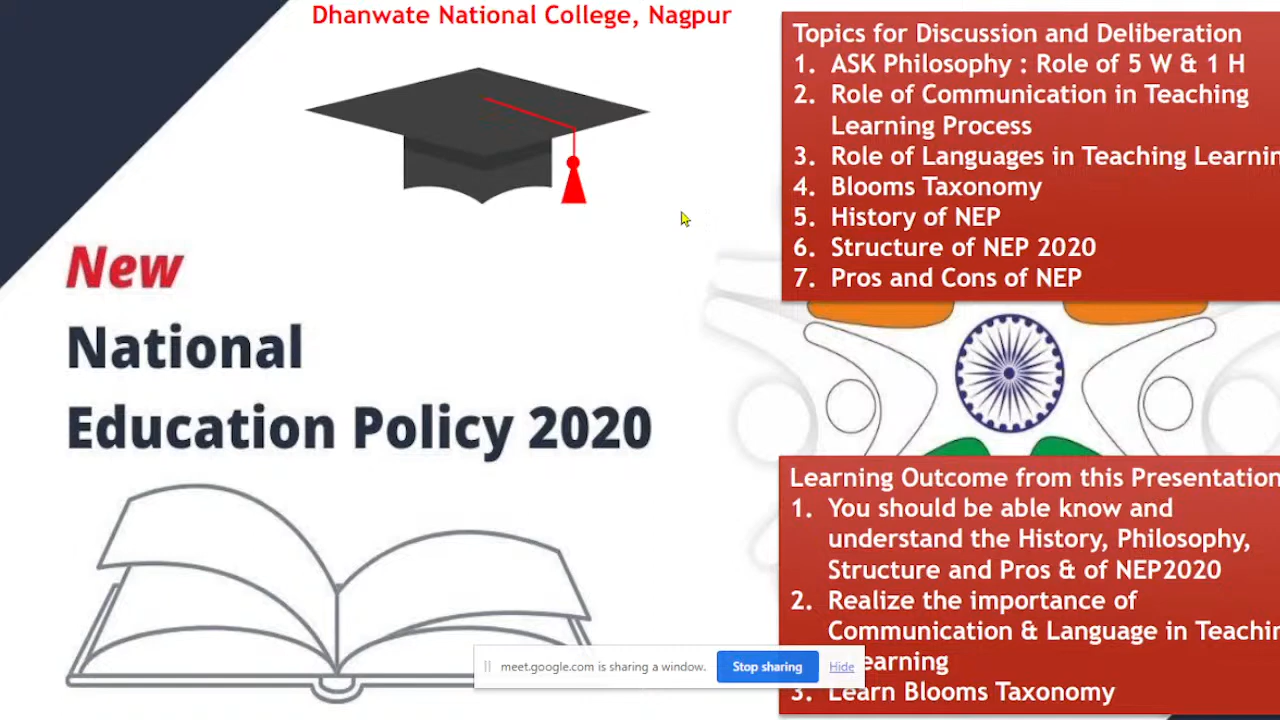 Dhanwate National College, Nagpur
New
National
Education Policy 2020
Topics for Discussion and Deliberation
1. ASK Philosophy : Role of 5 W & 1 H
2. Role of Communication in Teaching
Learning Process
3. Role of Languages in Teaching
4. Blooms Taxonomy
5. History of NEP
6. Structure of NEP 2020
7. Pros and Cons of NEP
Learning Outcome from this Presentation
1. You should be able know and
understand the History, Philosophy,
Structure and Pros & of NEP2020
2. Realize the importance of
Communication & Language in
3. Learn Blooms Taxonomy
meet.google.com is sharing a window.
Stop sharing
Hide